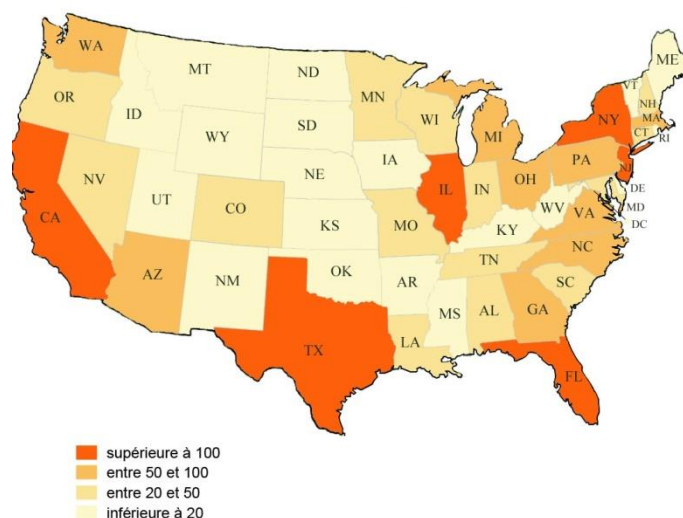 WA
MT
ND
ME
OR
ID
MN
VT
NH
WY
SD
WI
MI
NY
MA
CT
RI
IA
NE
PA
NJ
NV
UT
IL
IN
OH
DE
CA
CO
KS
MO
WV
VA
MD
KY
DC
AZ
NM
OK
TN
NC
AR
SC
TX
LA
MS
AL
GA
FL
supérieure à 100
entre 50 et 100
entre 20 et 50
inférieure à 20